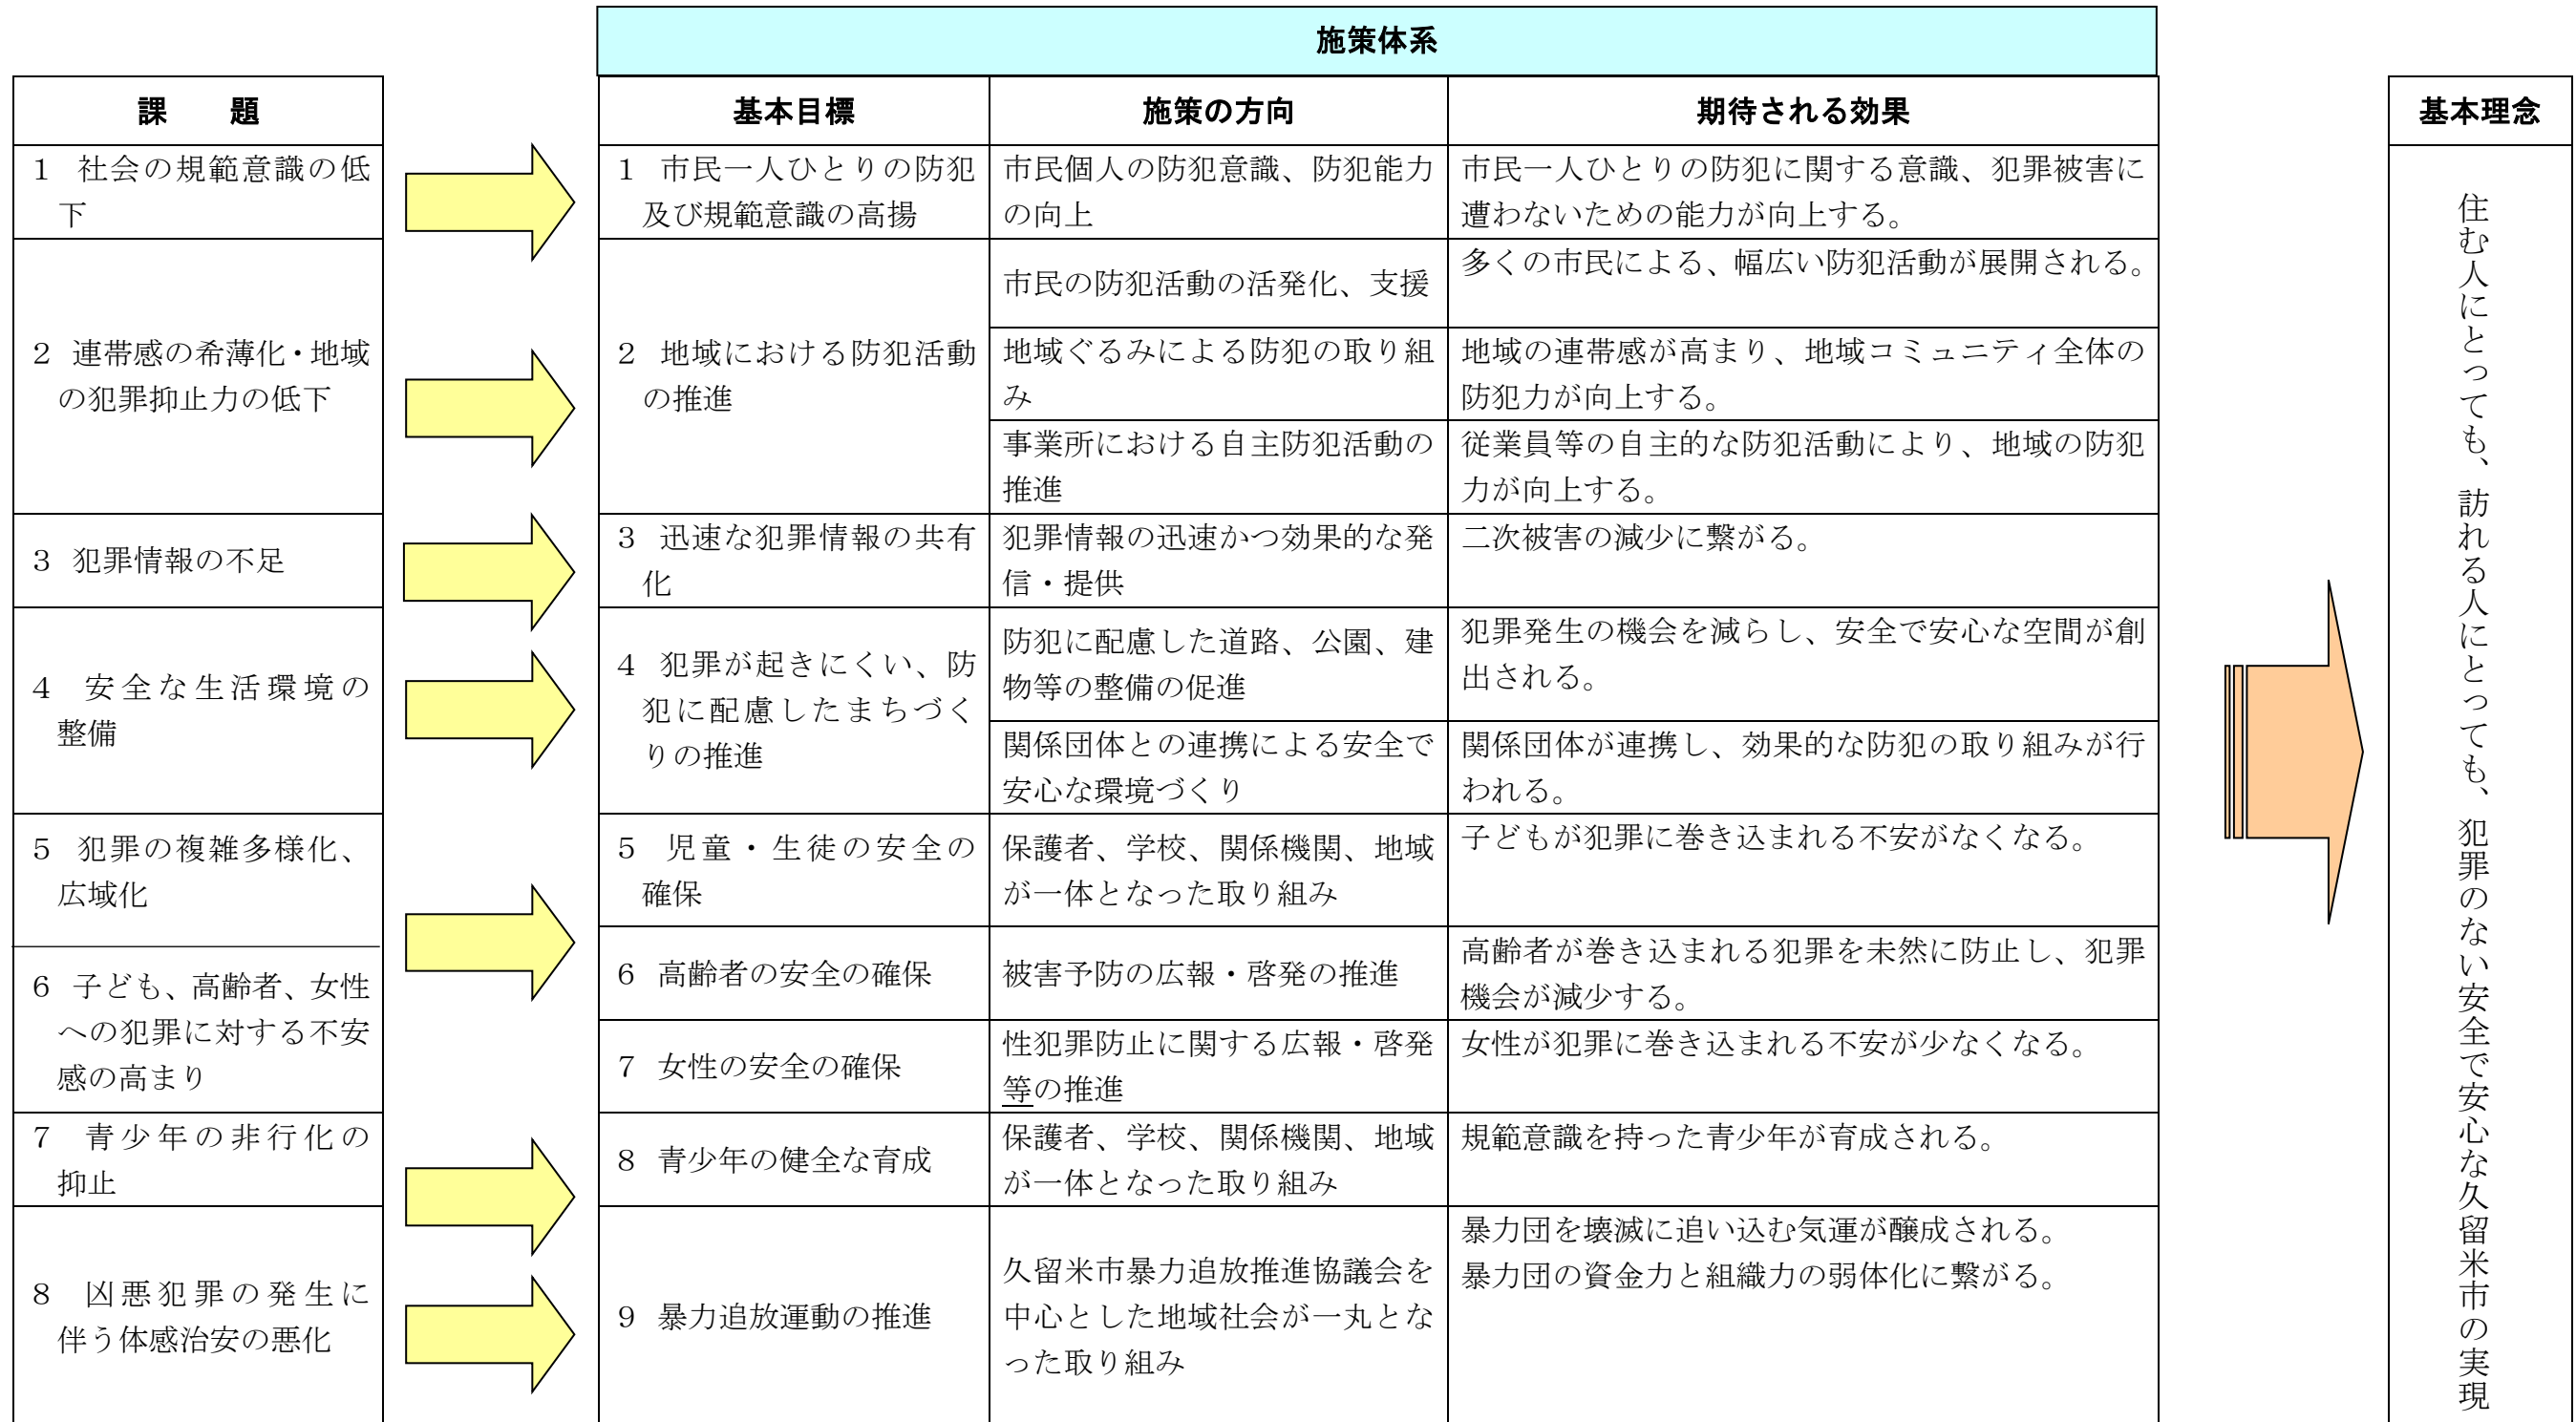 施策体系
課　　題
1　社会の規範意識の低
下
2　連帯感の希薄化・地域
の犯罪抑止力の低下
3　犯罪情報の不足
4　安全な生活環境の
整備
5　犯罪の複雑多様化、
広域化
6　子ども、高齢者、女性
への犯罪に対する不安
感の高まり
7　青少年の非行化の
抑止
8　凶悪犯罪の発生に
伴う体感治安の悪化
基本目標
施策の方向
期待される効果
1　市民一人ひとりの防犯
及び規範意識の高揚
市民個人の防犯意識、防犯能力
の向上
市民一人ひとりの防犯に関する意識、犯罪被害に
遭わないための能力が向上する。
2　地域における防犯活動
の推進
市民の防犯活動の活発化、支援
多くの市民による、幅広い防犯活動が展開される。
地域ぐるみによる防犯の取り組
み
地域の連帯感が高まり、地域コミュニティ全体の
防犯力が向上する。
事業所における自主防犯活動の
推進
従業員等の自主的な防犯活動により、地域の防犯
力が向上する。
3　迅速な犯罪情報の共有
化
犯罪情報の迅速かつ効果的な発
信・提供
二次被害の減少に繋がる。
4　犯罪が起きにくい、防
犯に配慮したまちづく
りの推進
防犯に配慮した道路、公園、建
物等の整備の促進
犯罪発生の機会を減らし、安全で安心な空間が創
出される。
関係団体との連携による安全で
安心な環境づくり
関係団体が連携し、効果的な防犯の取り組みが行
われる。
5　児童・生徒の安全の
確保
保護者、学校、関係機関、地域
が一体となった取り組み
子どもが犯罪に巻き込まれる不安がなくなる。
6　高齢者の安全の確保
被害予防の広報・啓発の推進
高齢者が巻き込まれる犯罪を未然に防止し、犯罪
機会が減少する。
7　女性の安全の確保
性犯罪防止に関する広報・啓発
等の推進
女性が犯罪に巻き込まれる不安が少なくなる。
8　青少年の健全な育成
保護者、学校、関係機関、地域
が一体となった取り組み
規範意識を持った青少年が育成される。
9　暴力追放運動の推進
久留米市暴力追放推進協議会を
中心とした地域社会が一丸とな
った取り組み
暴力団を壊滅に追い込む気運が醸成される。
暴力団の資金力と組織力の弱体化に繋がる。
基本理念
住む人にとっても、訪れる人にとっても、犯罪のない安全で安心な久留米市の実現